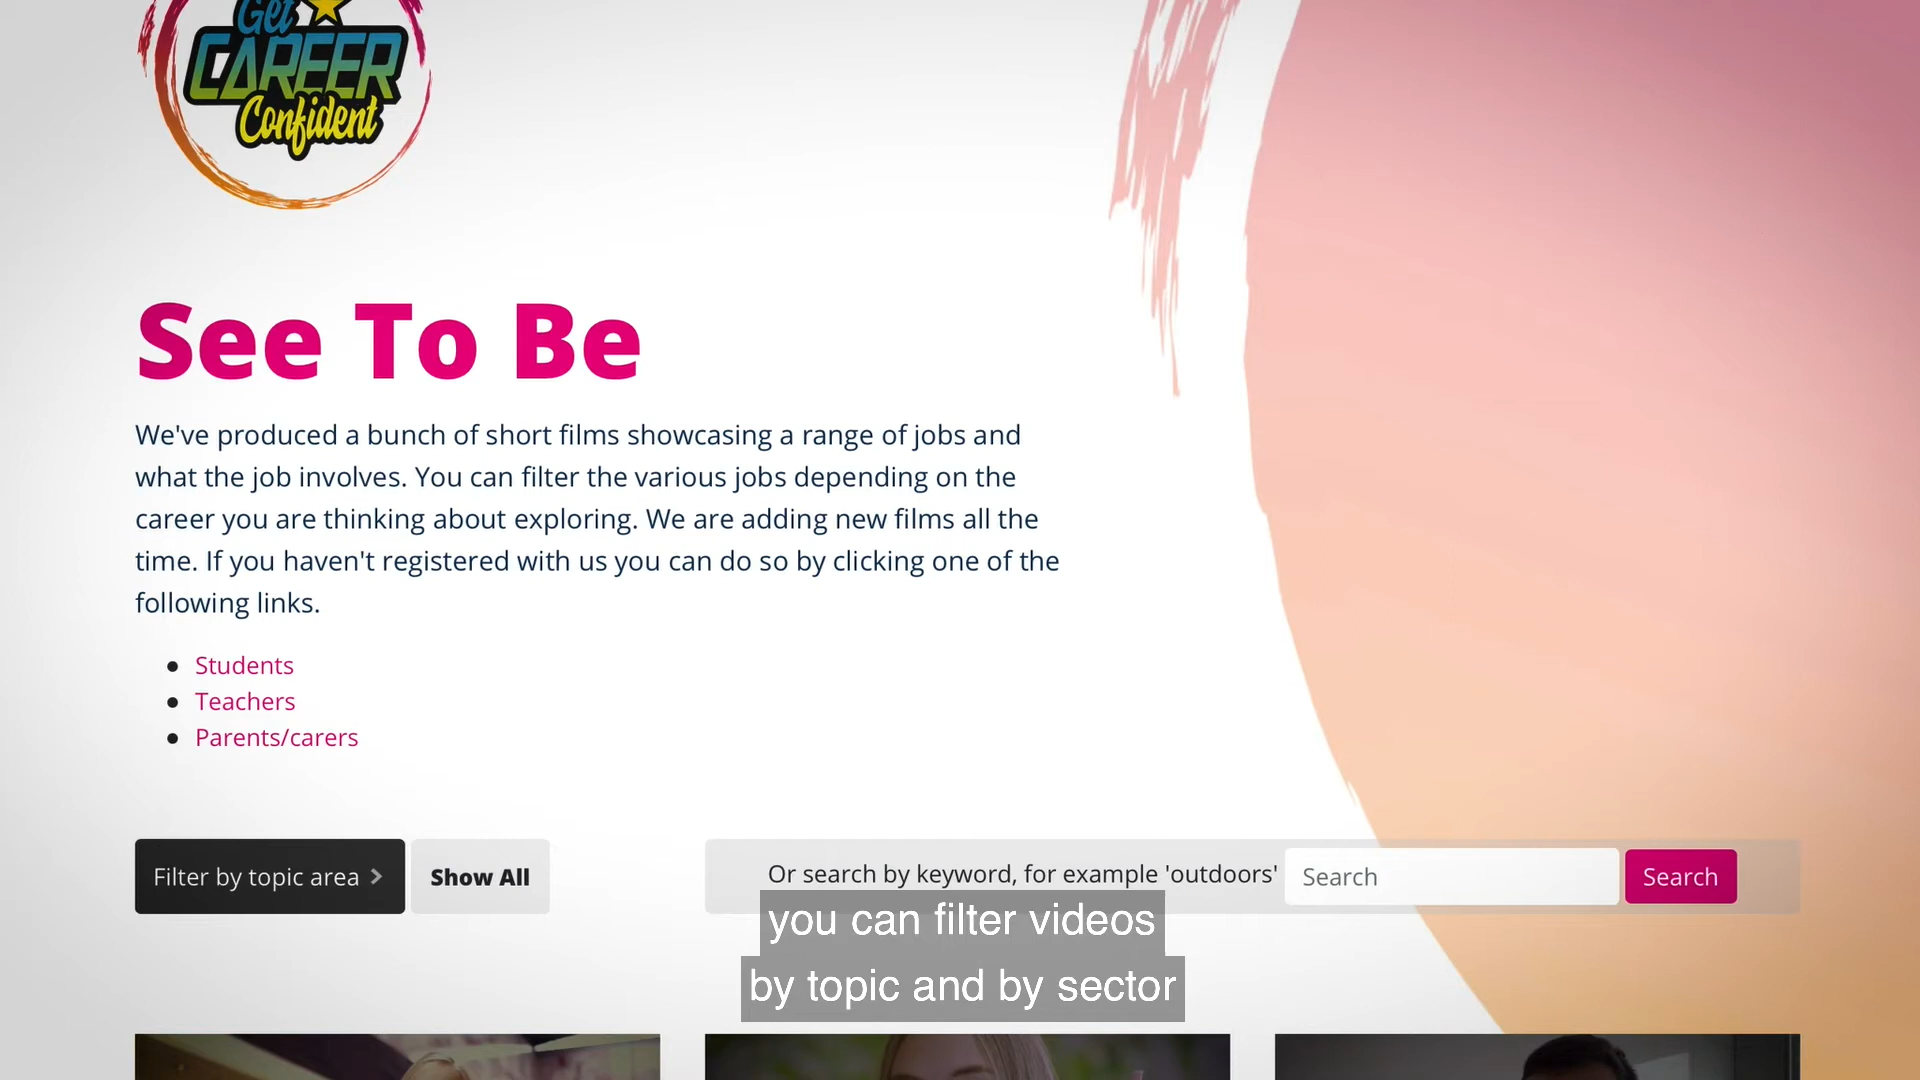 Get
CAREER
Confident
See To Be
We've produced a bunch of short films showcasing a range of jobs and
what the job involves. You can filter the various jobs depending on the
career you are thinking about exploring. We are adding new films all the
time. If you haven't registered with us you can do so by clicking one of the
following links.
Students
Teachers
Parents/carers
Filter by topic area
Show All
Or search by keyword, for example 'outdoors'
Search
Search
you can filter videos
by topic and by sector